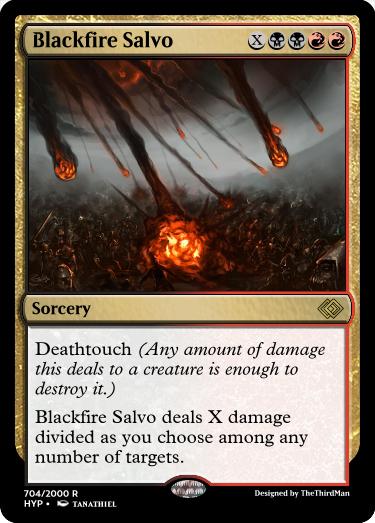 Blackfire Salvo X
Sorcery
Deathtouch (Any amount of damage
this deals to a creature is enough to
destroy it.)
Blackfire Salvo deals X damage
divided as you choose among any
number of targets.
704/2000 R
HYP • TANATHIEL
Designed by TheThirdMan